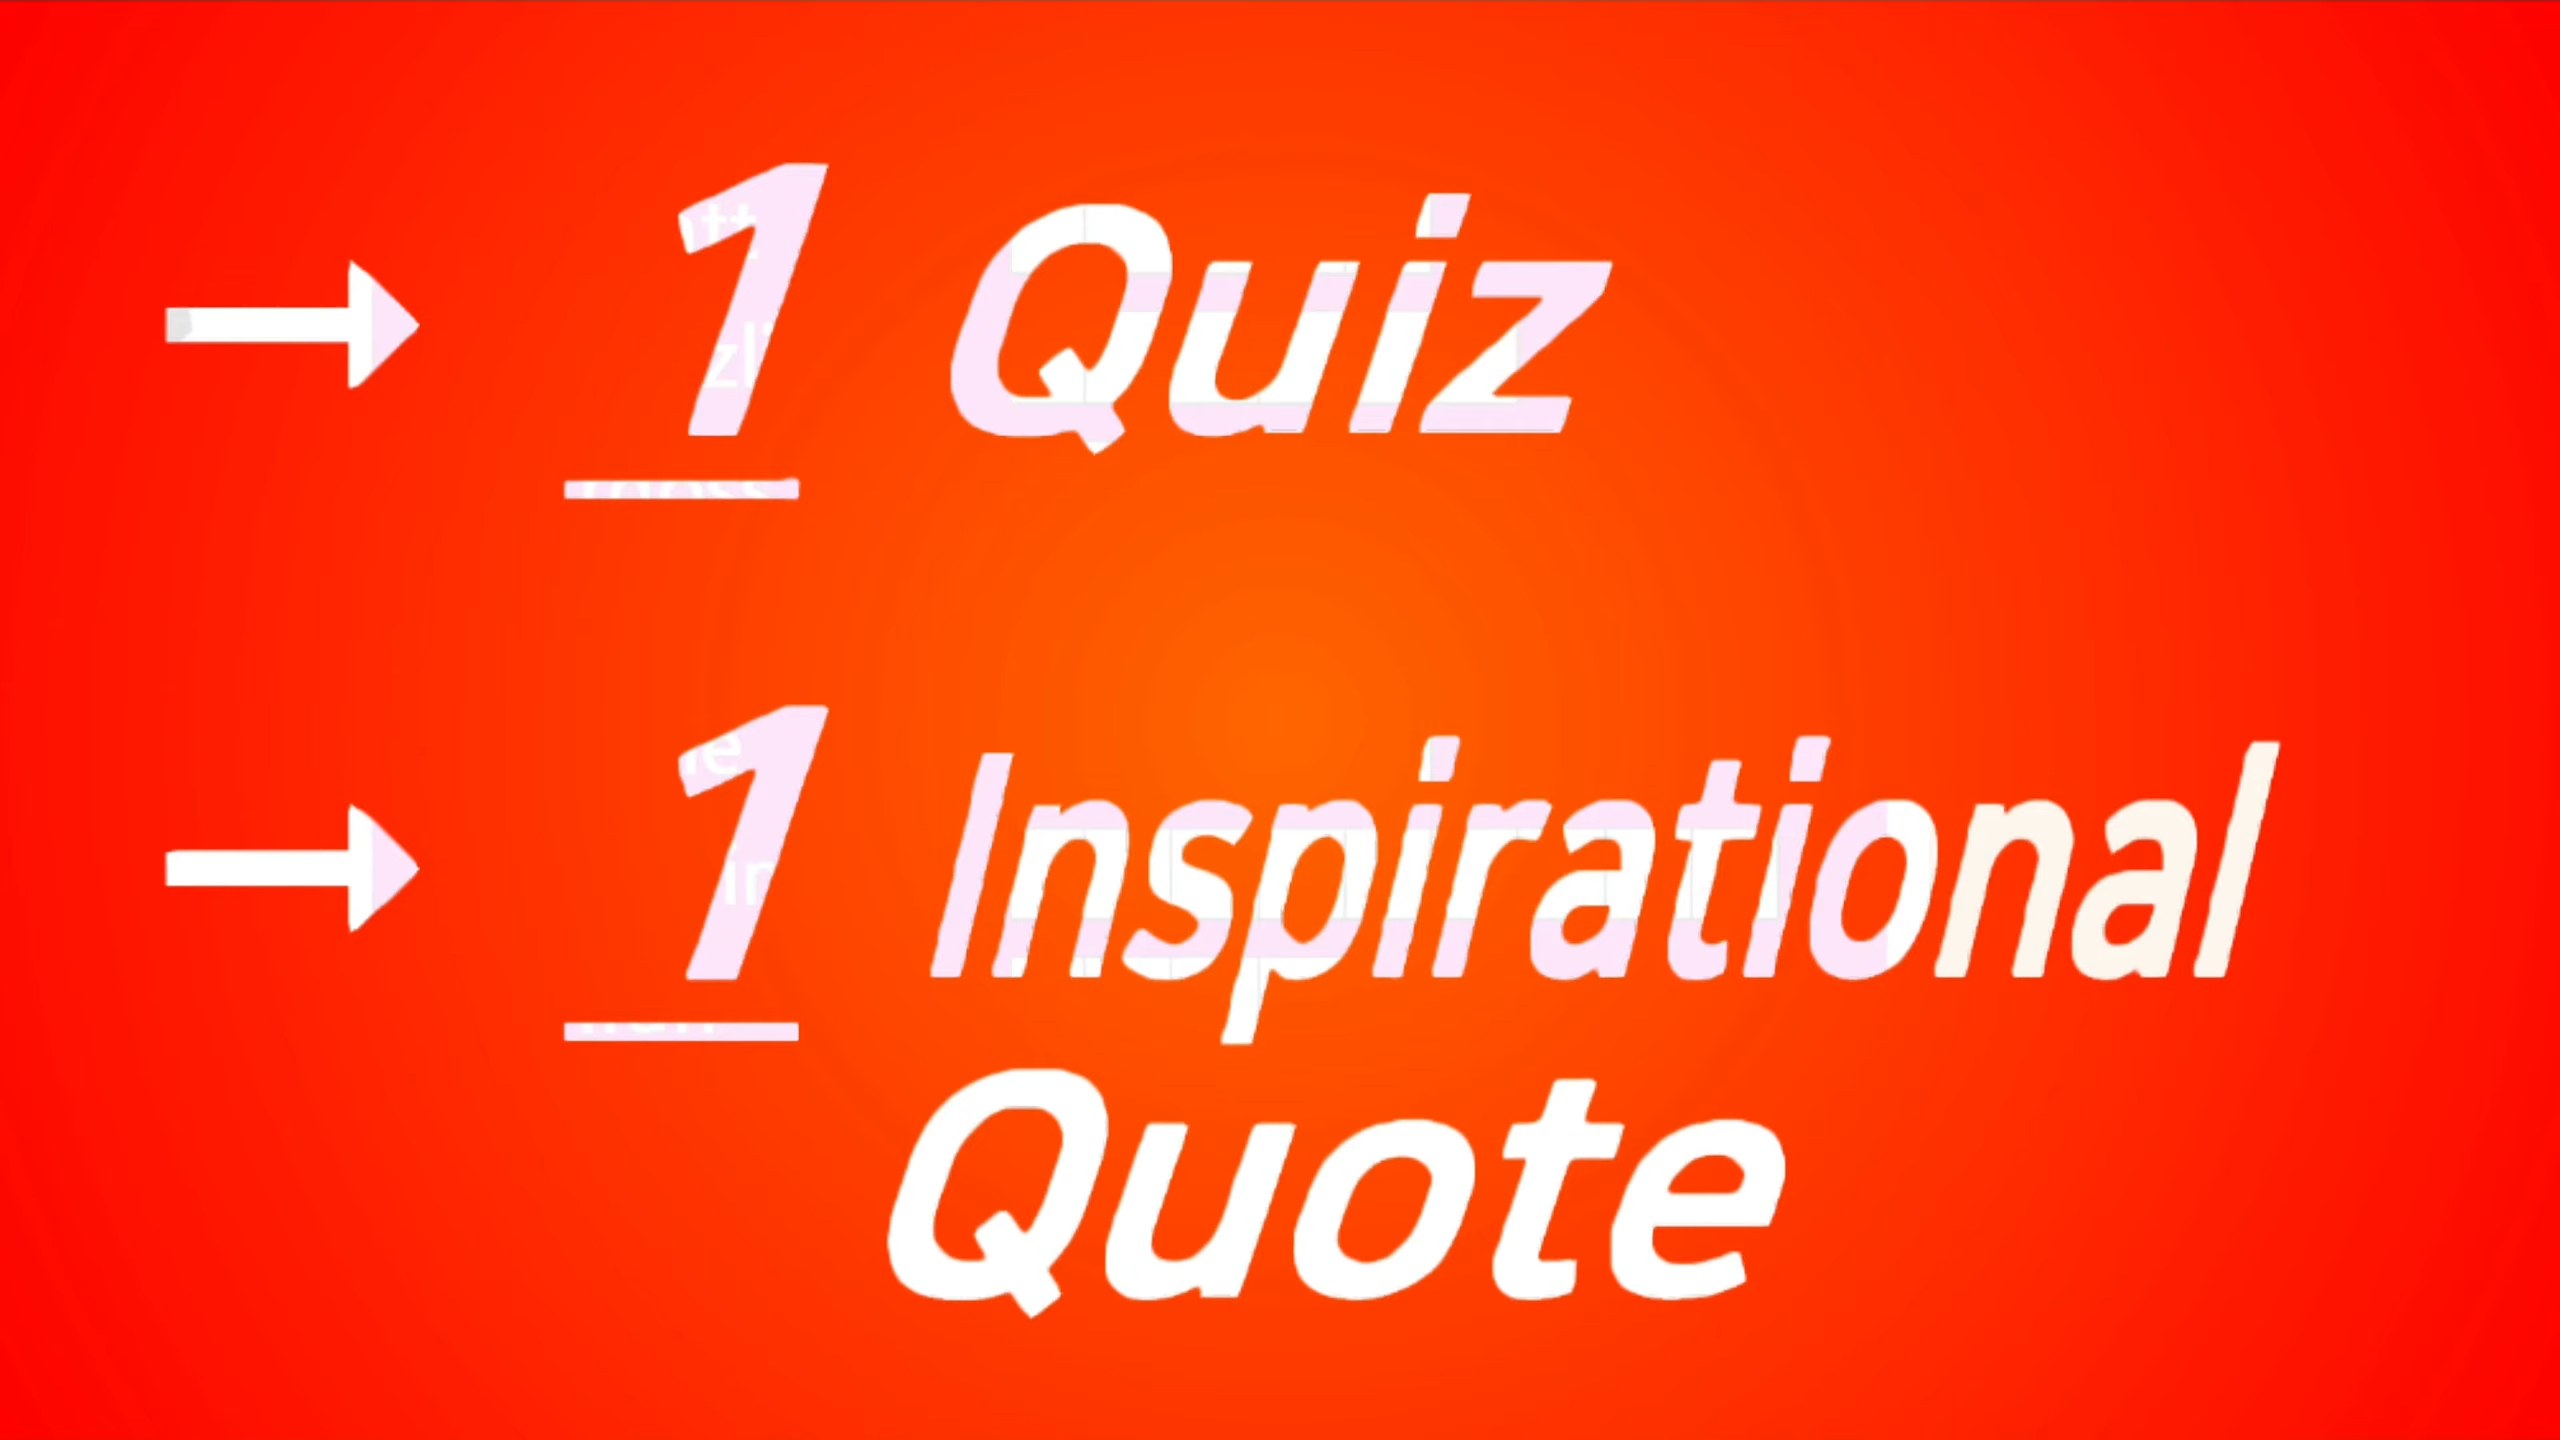 → 1 Quiz
→ 1 Inspirational
Quote